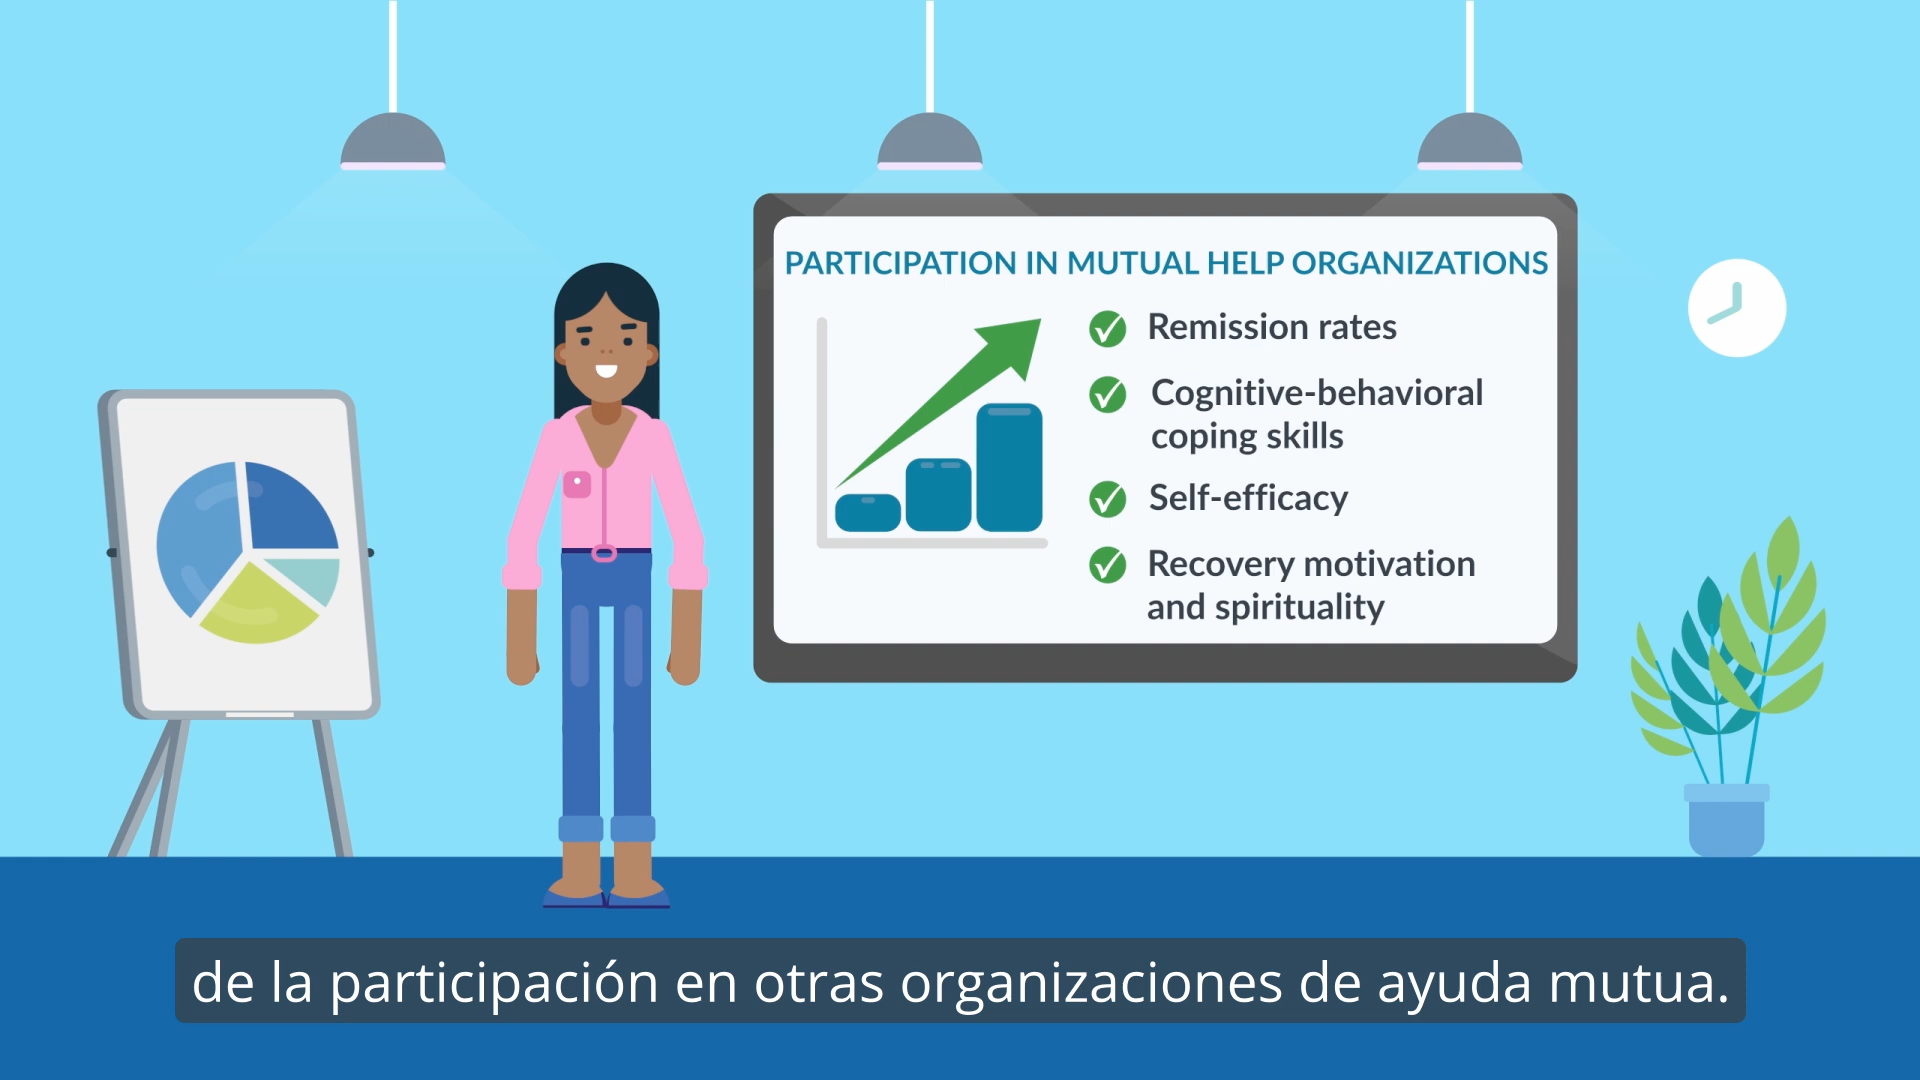 PARTICIPATION IN MUTUAL HELP ORGANIZATIONS
Remission rates
Cognitive-behavioral
coping skills
Self-efficacy
Recovery motivation
and spirituality
de la participación en otras organizaciones de ayuda mutua.